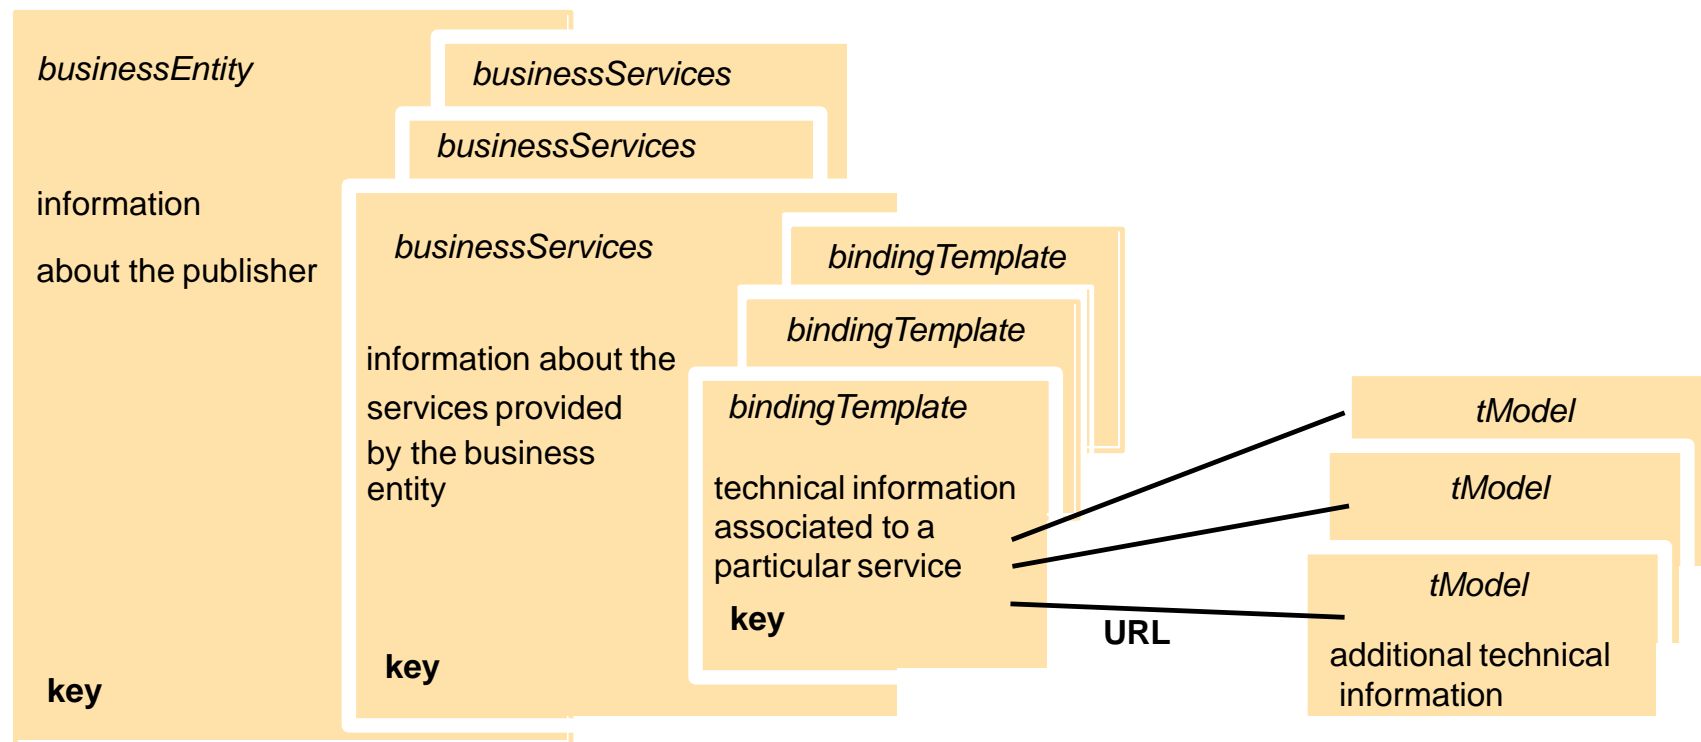 businessEntity
information
about the publisher
key
businessServices
businessServices
businessServices
information about the
services provided
by the business
entity
key
bindingTemplate
bindingTemplate
bindingTemplate
technical information
associated to a
particular service
key
URL
tModel
tModel
tModel
additional technical
information